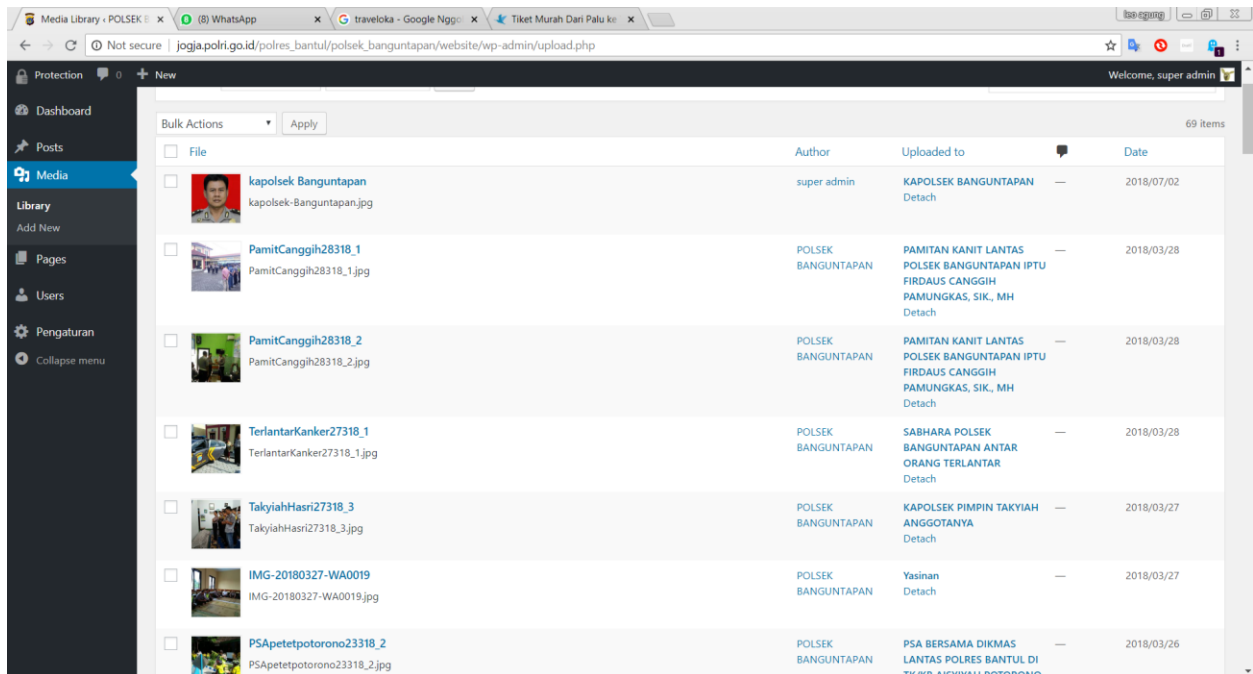 Media Library ‹ POLSEK B
(8) WhatsApp
traveloka - Google Nggo
Tiket Murah Dari Palu ke
Not secure | jogja.polri.go.id/polres_bantul/polsek_banguntapan/website/wp-admin/upload.php
1
Protection 0 New
Welcome, super admin
Dashboard
Posts
Media
Library
Add New
Pages
Users
Pengaturan
Collapse menu
Bulk Actions Apply
69 items
File Author Uploaded to Date
kapolsek Banguntapan
kapolsek-Banguntapan.jpg
super admin
KAPOLSEK BANGUNTAPAN
Detach
—
2018/07/02
PamitCanggih28318_1
PamitCanggih28318_1.jpg
POLSEK
BANGUNTAPAN
PAMITAN KANIT LANTAS
POLSEK BANGUNTAPAN IPTU
FIRDAUS CANGGIH
PAMUNGKAS, SIK., MH
Detach
—
2018/03/28
PamitCanggih28318_2
PamitCanggih28318_2.jpg
POLSEK
BANGUNTAPAN
PAMITAN KANIT LANTAS
POLSEK BANGUNTAPAN IPTU
FIRDAUS CANGGIH
PAMUNGKAS, SIK., MH
Detach
—
2018/03/28
TerlantarKanker27318_1
TerlantarKanker27318_1.jpg
POLSEK
BANGUNTAPAN
SABHARA POLSEK
BANGUNTAPAN ANTAR
ORANG TERLANTAR
Detach
—
2018/03/28
TakyiahHasri27318_3
TakyiahHasri27318_3.jpg
POLSEK
BANGUNTAPAN
KAPOLSEK PIMPIN TAKYIAH
ANGGOTANYA
Detach
—
2018/03/27
IMG-20180327-WA0019
IMG-20180327-WA0019.jpg
POLSEK
BANGUNTAPAN
Yasinan
Detach
—
2018/03/27
PSApetetpotorono23318_2
PSApetetpotorono23318_2.jpg
POLSEK
BANGUNTAPAN
PSA BERSAMA DIKMAS
LANTAS POLRES BANTUL DI
—
2018/03/26